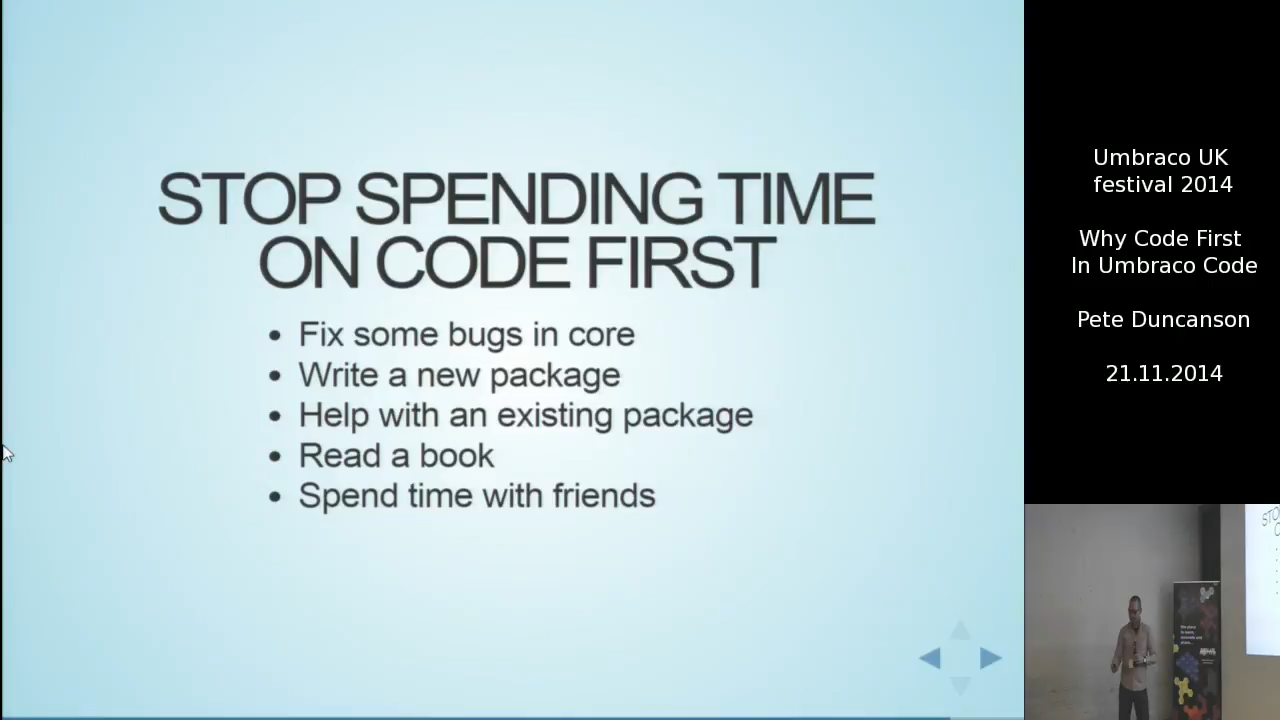 STOP SPENDING TIME
ON CODE FIRST
• Fix some bugs in core
• Write a new package
• Help with an existing package
• Read a book
• Spend time with friends
Umbraco UK
festival 2014
Why Code First
In Umbraco Code
Pete Duncanson
21.11.2014
STO